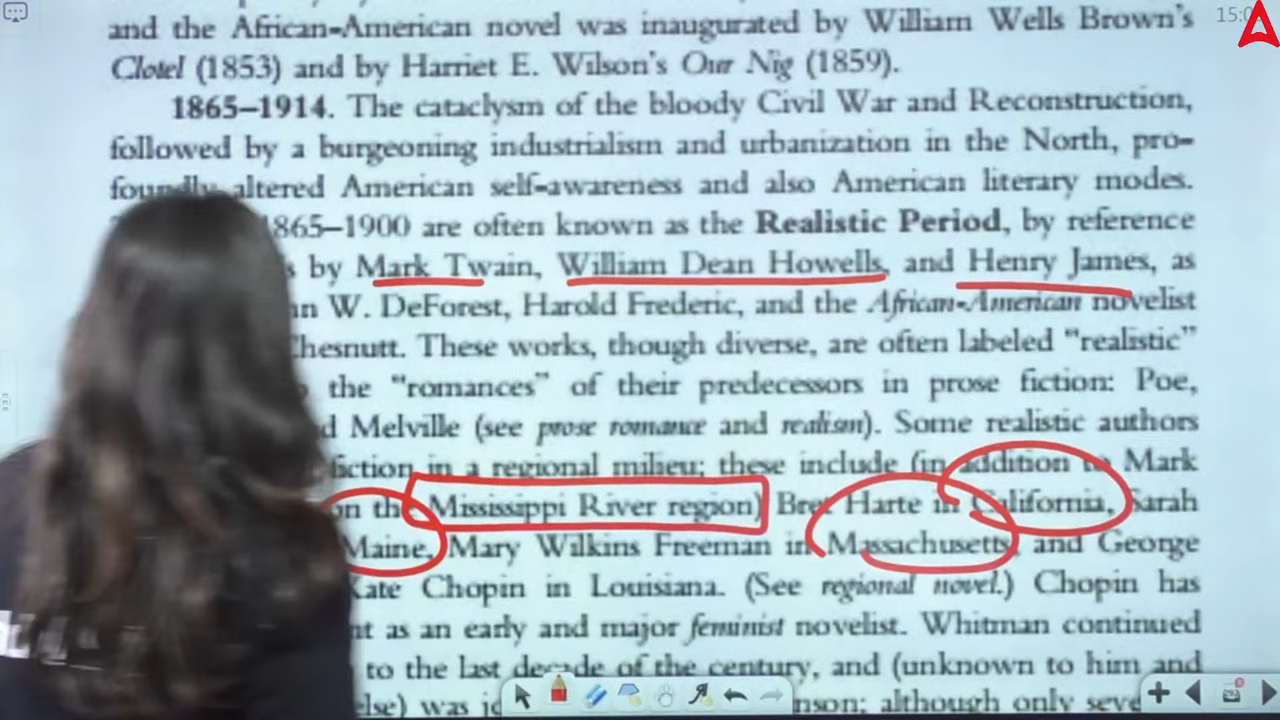 and the African-American novel was inaugurated by William Wells Brown's
Clotel (1853) and by Harriet E. Wilson's Our Nig (1859).
1865–1914. The cataclysm of the bloody Civil War and Reconstruction,
followed by a burgeoning industrialism and urbanization in the North, pro-
foundly altered American self-awareness and also American literary modes.
1865–1900 are often known as the Realistic Period, by reference
by Mark Twain, William Dean Howells, and Henry James, as
W. DeForest, Harold Frederic, and the African-American novelist
Chesnutt. These works, though diverse, are often labeled "realistic"
the "romances" of their predecessors in prose fiction: Poe,
Melville (see prose romance and realism). Some realistic authors
fiction in a regional milieu; these include (in addition to Mark
on the Mississippi River region) Bret Harte in California, Sarah
Maine, Mary Wilkins Freeman in Massachusetts, and George
Kate Chopin in Louisiana. (See regional novel.) Chopin has
as an early and major feminist novelist. Whitman continued
to the last decade of the century, and (unknown to him and
else) was although only